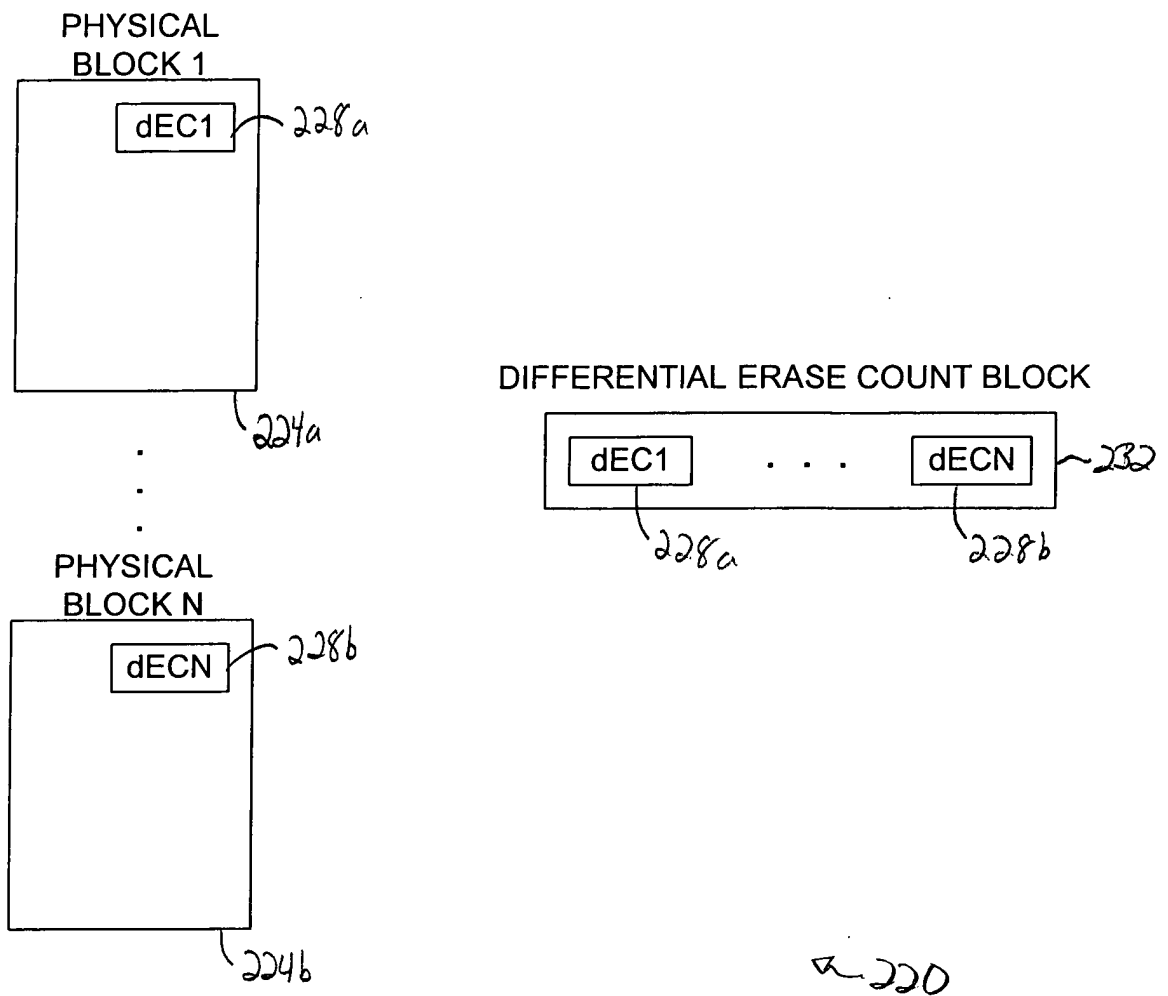 PHYSICAL
BLOCK 1
dEC1
228a
224a
DIFFERENTIAL ERASE COUNT BLOCK
dEC1
. . .
dECN
232
228a
228b
PHYSICAL
BLOCK N
dECN
228b
224b
220